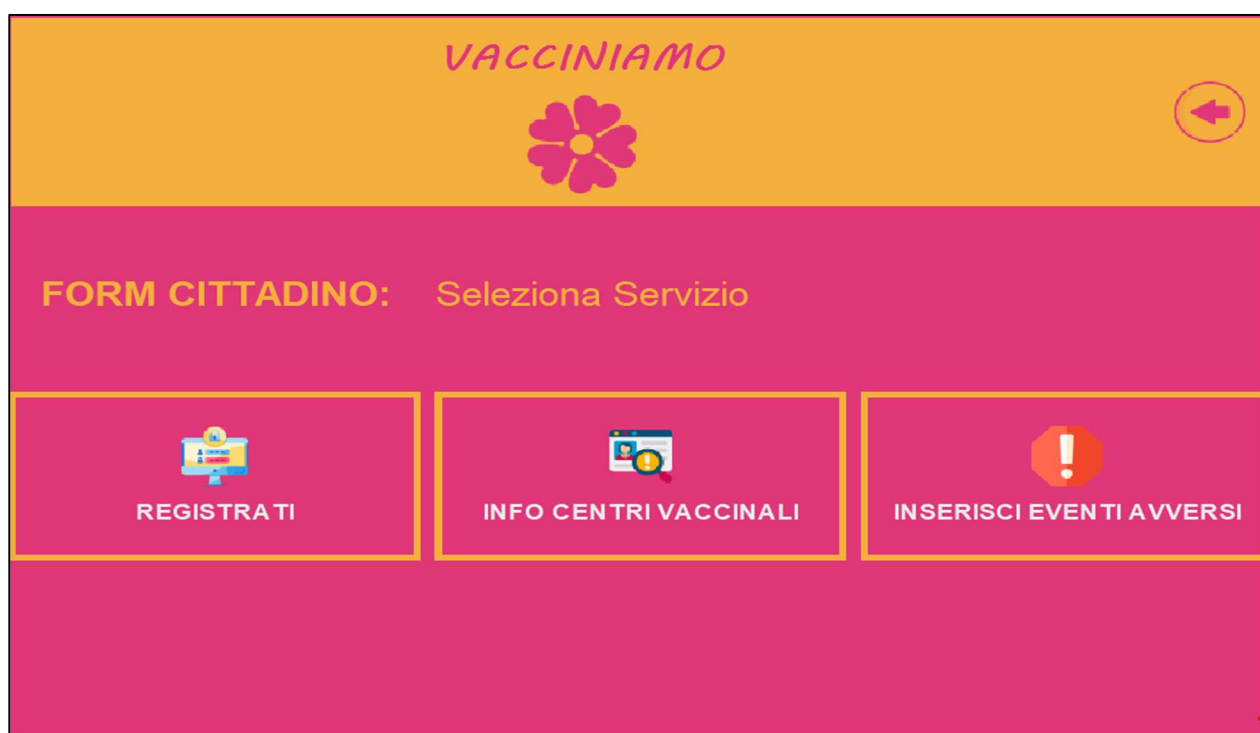 VACCINIAMO
FORM CITTADINO: Seleziona Servizio
REGISTRATI
INFO CENTRI VACCINALI
INSERISCI EVENTI AVVERSI